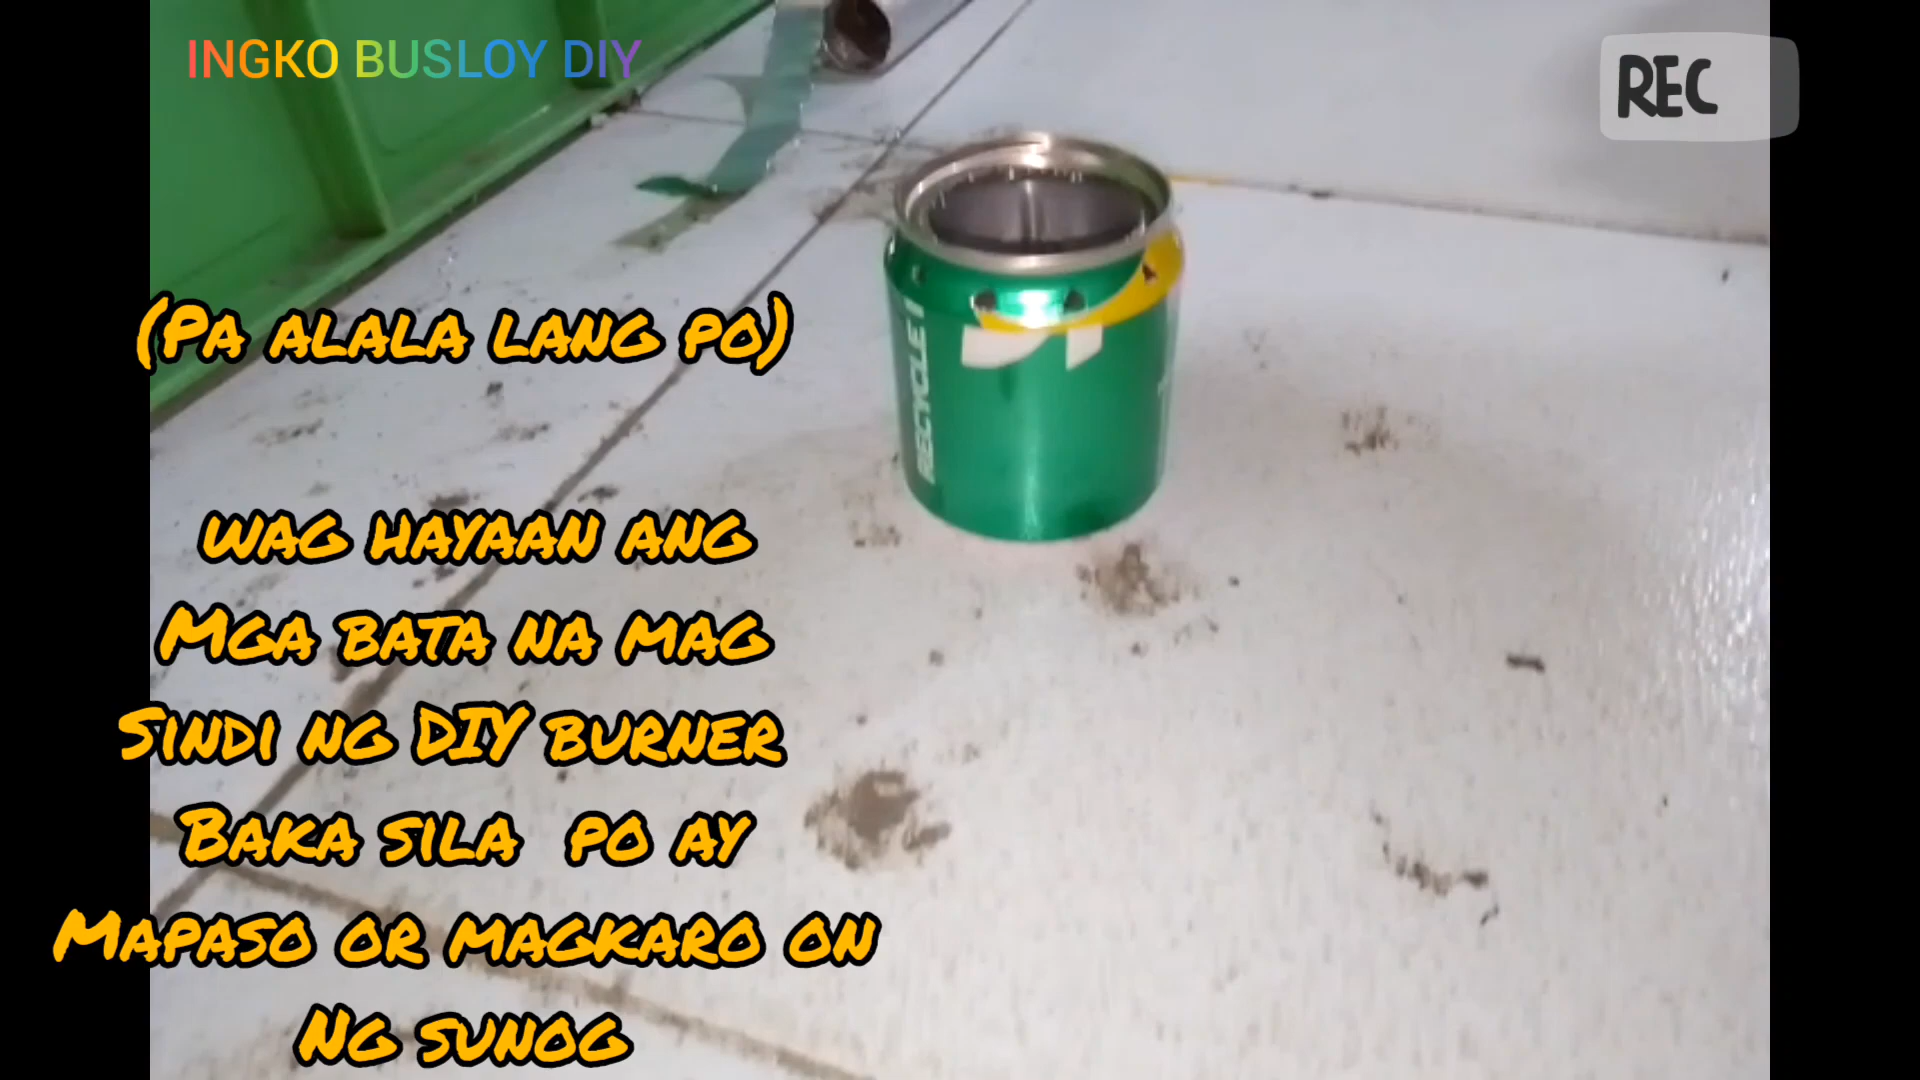 INGKO BUSLOY DIY
REC
(Pa alala lang po)
wag hayaan ang
Mga bata na mag
Sindi ng DIY burner
Baka sila po ay
Mapaso or magkaro on
Ng sunog
RECYCLE